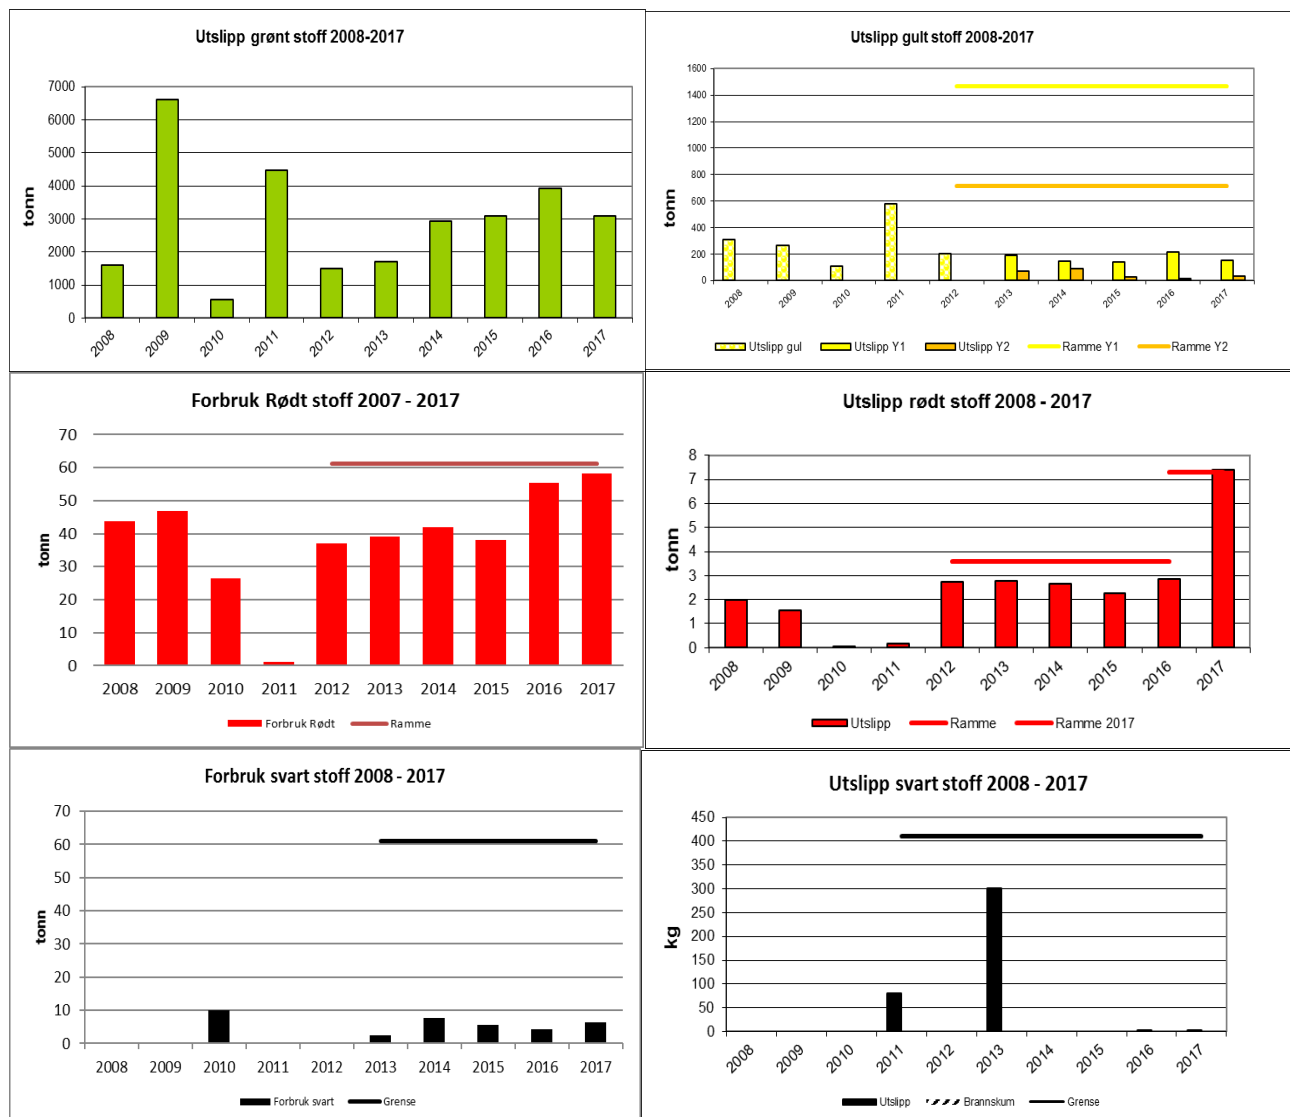 Utslipp grønt stoff 2008-2017
7000
6000
5000
4000
3000
2000
1000
0
tonn
2008 2009 2010 2011 2012 2013 2014 2015 2016 2017
Utslipp gult stoff 2008-2017
1600
1400
1200
1000
800
600
400
200
0
tonn
2008 2009 2010 2011 2012 2013 2014 2015 2016 2017
Utslipp gul Utslipp Y1 Utslipp Y2 Ramme Y1 Ramme Y2
Forbruk Rødt stoff 2007 - 2017
70
60
50
40
30
20
10
0
tonn
2008 2009 2010 2011 2012 2013 2014 2015 2016 2017
Forbruk Rødt Ramme
Utslipp rødt stoff 2008 - 2017
8
7
6
5
4
3
2
1
0
tonn
2008 2009 2010 2011 2012 2013 2014 2015 2016 2017
Utslipp Ramme Ramme 2017
Forbruk svart stoff 2008 - 2017
70
60
50
40
30
20
10
0
tonn
2008 2009 2010 2011 2012 2013 2014 2015 2016 2017
Forbruk svart Grense
Utslipp svart stoff 2008 - 2017
450
400
350
300
250
200
150
100
50
0
kg
2008 2009 2010 2011 2012 2013 2014 2015 2016 2017
Utslipp Brannskum Grense